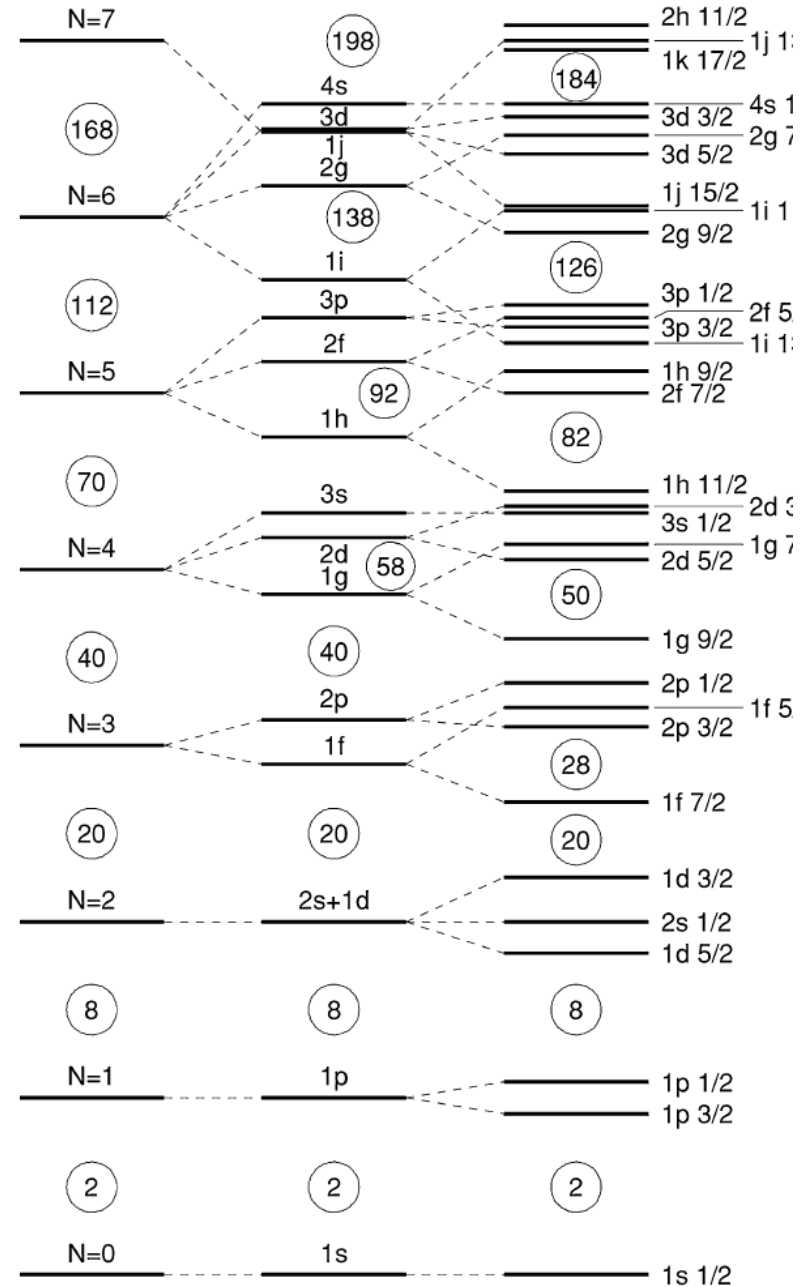 N=7
198
2h 11/2
1j 13
1k 17/2
184
4s
4s 1
168
3d
3d 3/2
1j
2g 7
2g
3d 5/2
N=6
138
1j 15/2
1i 1
2g 9/2
1i
126
112
3p
3p 1/2
2f 5/
3p 3/2
2f
1i 13
N=5
92
1h 9/2
2f 7/2
1h
82
70
3s
1h 11/2
2d 3
3s 1/2
N=4
2d
58
1g 7
1g
2d 5/2
50
1g 9/2
40
40
2p
2p 1/2
N=3
1f 5/
1f
2p 3/2
28
1f 7/2
20
20
20
1d 3/2
N=2
2s+1d
2s 1/2
1d 5/2
8
8
8
N=1
1p
1p 1/2
1p 3/2
2
2
2
N=0
1s
1s 1/2